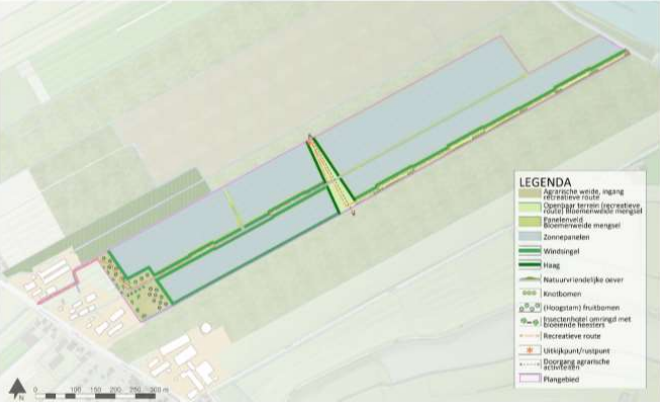 LEGENDA
Agrarische weide, ingang
recreatieve route
Openbaar terrein (recreatieve
route) Bloemenweide mengsel
Panelenveld
Bloemenweide mengsel
Zonnepanelen
Windsingel
Haag
Natuurvriendelijke oever
Knotbomen
(Hoogstam) fruitbomen
Insectenhotel omringd met
bloeiende heesters
Recreatieve route
Uitkijkpunt/rustpunt
Doorgang agrarische
activiteiten
Plangebied
N
0 100 150 200 250 300 m